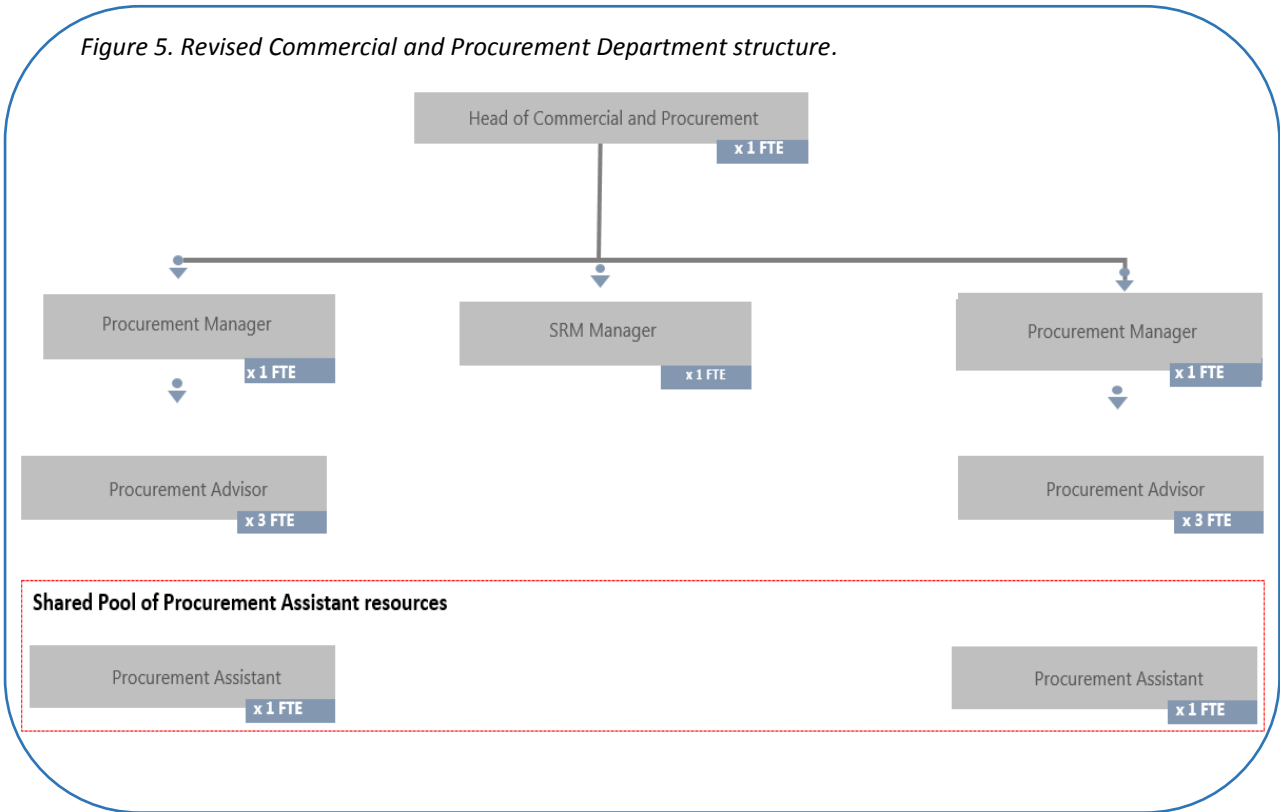 Figure 5. Revised Commercial and Procurement Department structure.
Head of Commercial and Procurement
x 1 FTE
Procurement Manager
x 1 FTE
SRM Manager
x 1 FTE
Procurement Manager
x 1 FTE
Procurement Advisor
x 3 FTE
Procurement Advisor
x 3 FTE
Shared Pool of Procurement Assistant resources
Procurement Assistant
x 1 FTE
Procurement Assistant
x 1 FTE